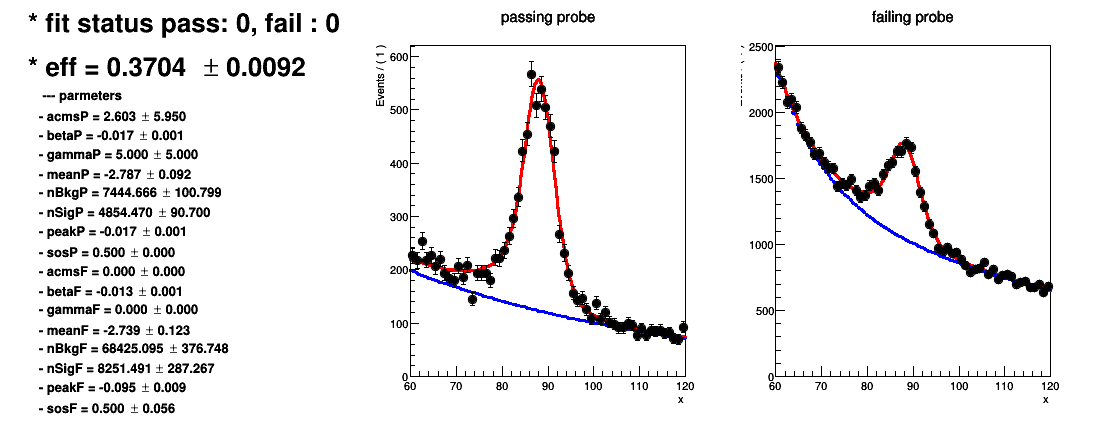 * fit status pass: 0, fail : 0
* eff = 0.3704 ± 0.0092
--- parmeters
- acmsP = 2.603 ± 5.950
- betaP = -0.017 ± 0.001
- gammaP = 5.000 ± 5.000
- meanP = -2.787 ± 0.092
- nBkgP = 7444.666 ± 100.799
- nSigP = 4854.470 ± 90.700
- peakP = -0.017 ± 0.001
- sosP = 0.500 ± 0.000
- acmsF = 0.000 ± 0.000
- betaF = -0.013 ± 0.001
- gammaF = 0.000 ± 0.000
- meanF = -2.739 ± 0.123
- nBkgF = 68425.095 ± 376.748
- nSigF = 8251.491 ± 287.267
- peakF = -0.095 ± 0.009
- sosF = 0.500 ± 0.056
passing probe
Events / ( 1 )
600
500
400
300
200
100
0
60 70 80 90 100 110 120
x
failing probe
2500
2000
1500
1000
500
0
60 70 80 90 100 110 120
x